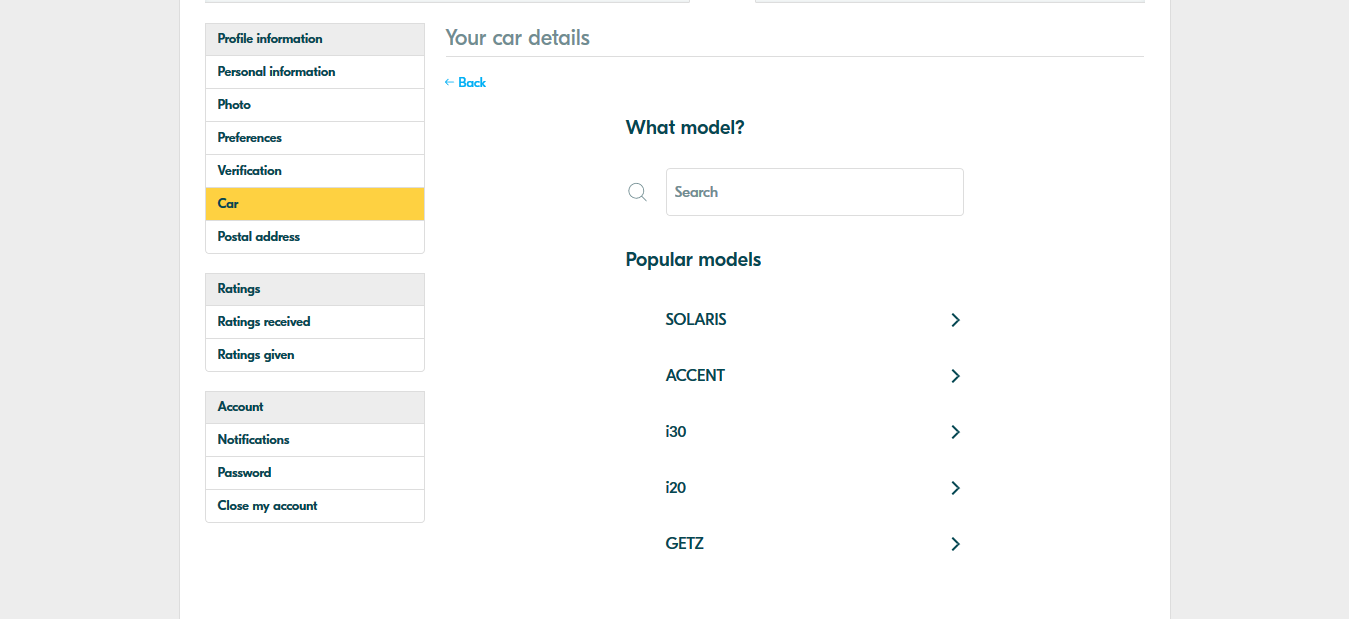 Profile information
Personal information
Photo
Preferences
Verification
Car
Postal address
Ratings
Ratings received
Ratings given
Account
Notifications
Password
Close my account
Your car details
← Back
What model?
Search
Popular models
SOLARIS
ACCENT
i30
i20
GETZ